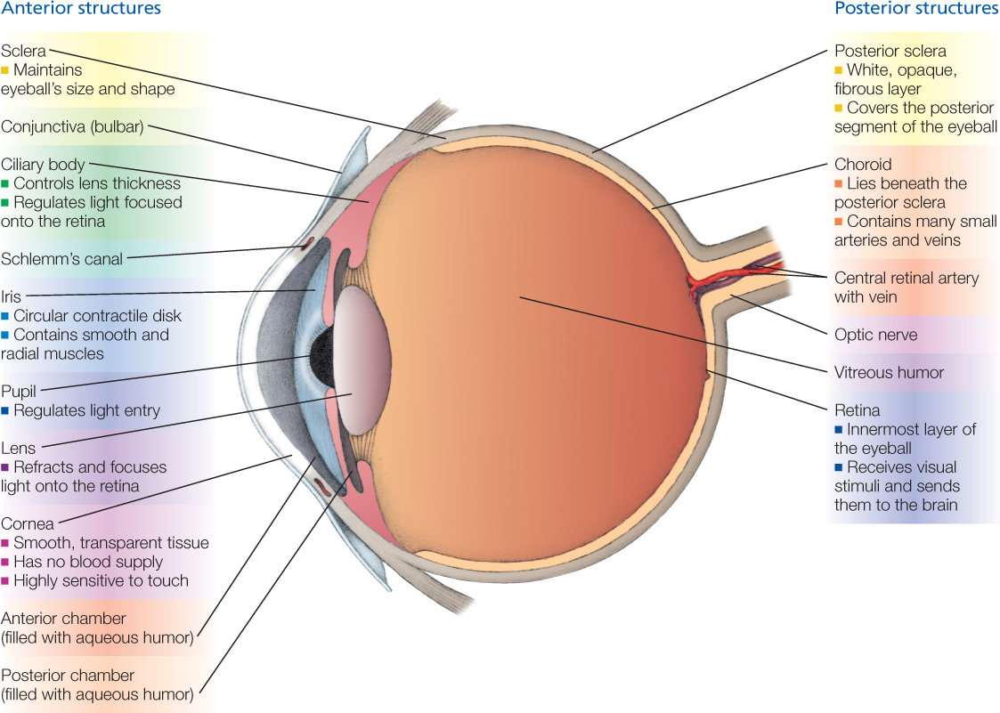 Anterior structures
Sclera
■ Maintains
eyeball's size and shape
Conjunctiva (bulbar)
Ciliary body
■ Controls lens thickness
■ Regulates light focused
onto the retina
Schlemm's canal
Iris
■ Circular contractile disk
■ Contains smooth and
radial muscles
Pupil
■ Regulates light entry
Lens
■ Refracts and focuses
light onto the retina
Cornea
■ Smooth, transparent tissue
■ Has no blood supply
■ Highly sensitive to touch
Anterior chamber
(filled with aqueous humor)
Posterior chamber
(filled with aqueous humor)
Posterior structures
Posterior sclera
■ White, opaque,
fibrous layer
■ Covers the posterior
segment of the eyeball
Choroid
■ Lies beneath the
posterior sclera
■ Contains many small
arteries and veins
Central retinal artery
with vein
Optic nerve
Vitreous humor
Retina
■ Innermost layer of
the eyeball
■ Receives visual
stimuli and sends
them to the brain